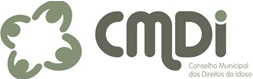 CMDi
Conselho Municipal
dos Direitos do Idoso